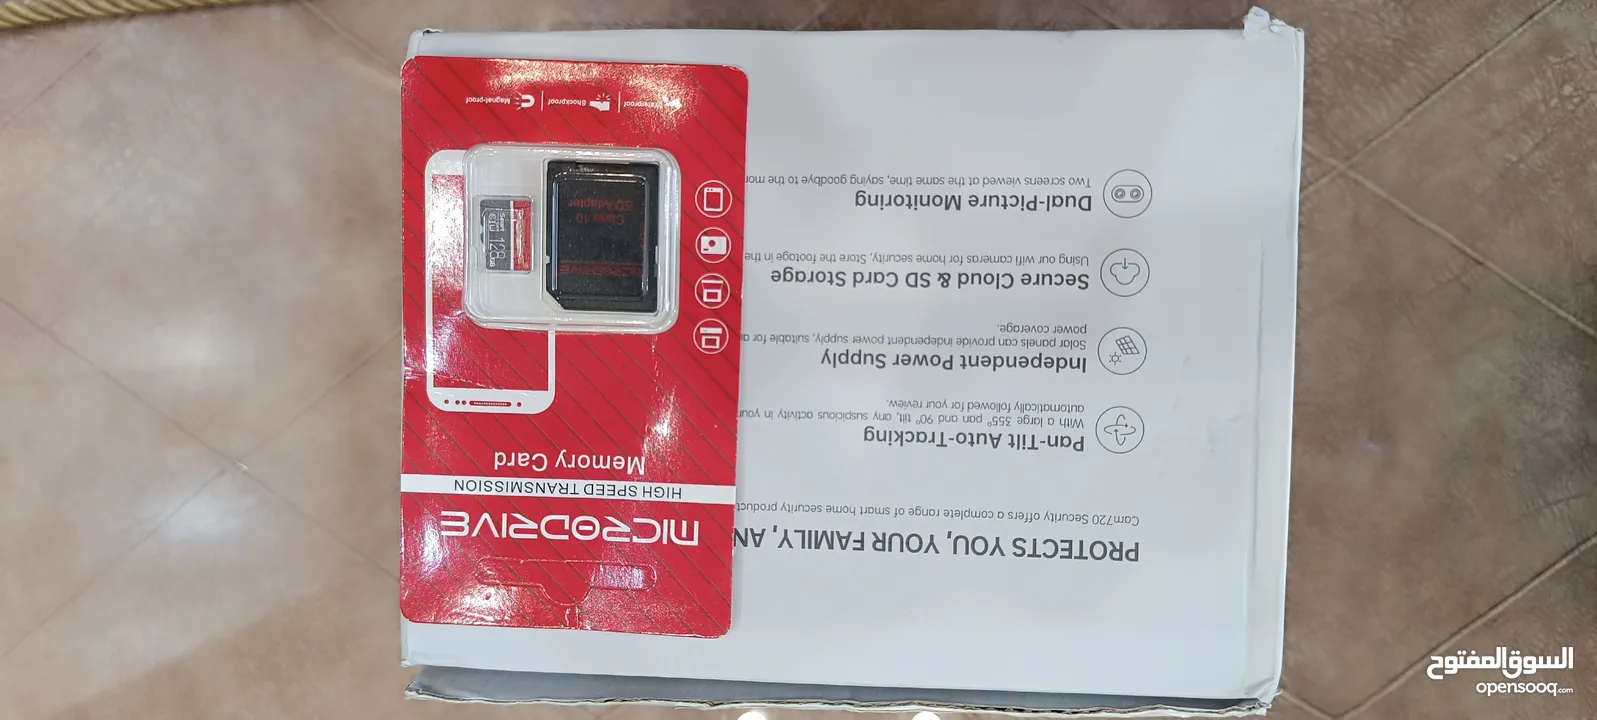 MICRODRIVE
HIGH SPEED TRANSMISSION
Memory Card
MICRODRIVE
Class 10
SD Adapter
Smart
128 GB
Waterproof
Shockproof
Magnet-proof
PROTECTS YOU, YOUR FAMILY, AN
Cam720 Security offers a complete range of smart home security product
Pan-Tilt Auto-Tracking
With a large 355° pan and 90° tilt, any suspicious activity in your
automatically followed for your review.
Independent Power Supply
Solar panels can provide independent power supply, suitable for
power coverage.
Secure Cloud & SD Card Storage
Using our wifi cameras for home security, Store the footage in the
Dual-Picture Monitoring
Two screens viewed at the same time, saying goodbye to the mor
السوق المفتوح
opensooq.com